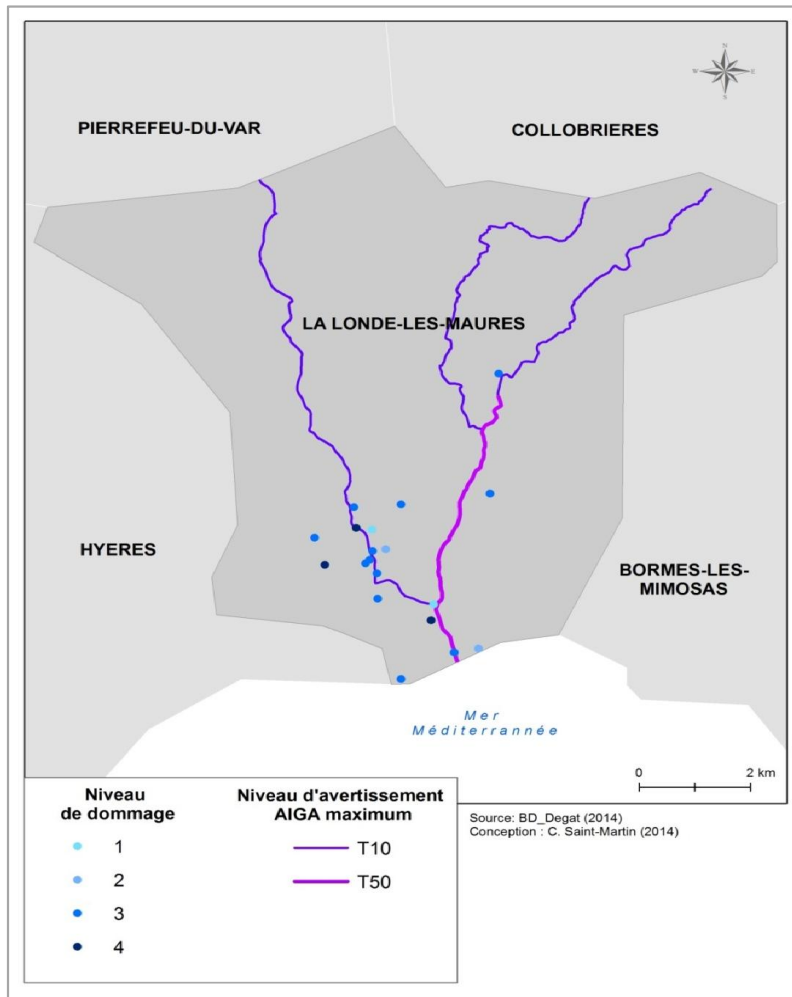 N
W E
S
PIERREFEU-DU-VAR
COLLOBRIERES
LA LONDE-LES-MAURES
HYERES
BORMES-LES-
MIMOSAS
Mer
Méditerrannée
0 2 km
Source: BD_Degat (2014)
Conception : C. Saint-Martin (2014)
Niveau
de dommage
1
2
3
4
Niveau d'avertissement
AIGA maximum
T10
T50